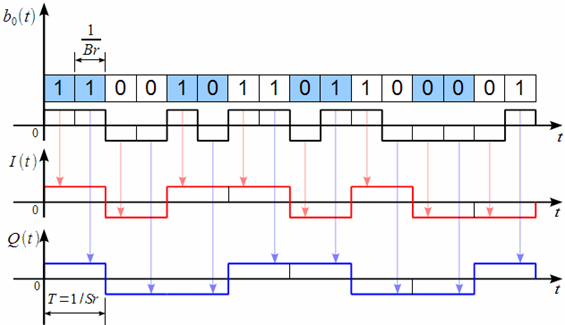 b₀(t)
1/Br
1 1 0 0 1 0 1 1 0 1 1 0 0 0 0 1
0
t
I(t)
0
t
Q(t)
0
t
T=1/Sr